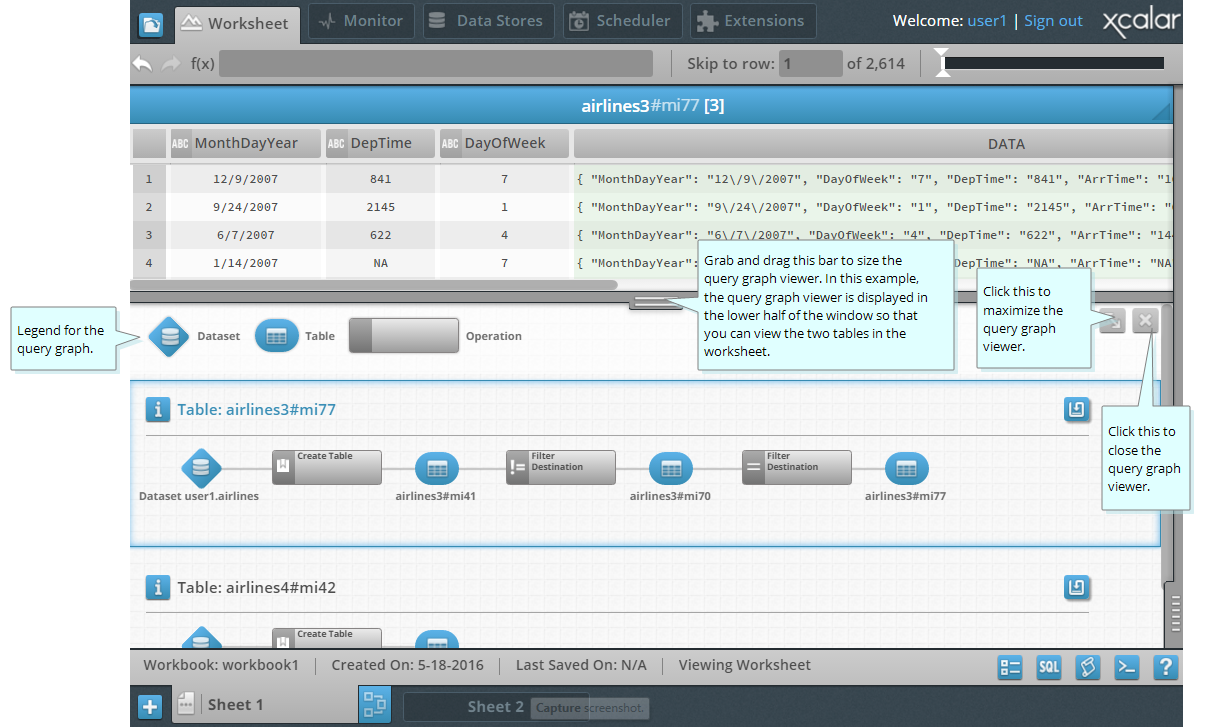 Worksheet Monitor Data Stores Scheduler Extensions Welcome: user1 | Sign out xcalar
f(x) Skip to row: 1 of 2,614
airlines3#mi77 [3]
ABC MonthDayYear ABC DepTime ABC DayOfWeek DATA
1 12/9/2007 841 7 { "MonthDayYear": "12\/9\/2007", "DayOfWeek": "7", "DepTime": "841", "ArrTime": "1
2 9/24/2007 2145 1 { "MonthDayYear": "9\/24\/2007", "DayOfWeek": "1", "DepTime": "2145", "ArrTime": "
3 6/7/2007 622 4 { "MonthDayYear": "6\/7\/2007", "DayOfWeek": "4", "DepTime": "622", "ArrTime": "14
4 1/14/2007 NA 7 { "MonthDayYear": DepTime": "NA", "ArrTime": "NA
Grab and drag this bar to size the
query graph viewer. In this example,
the query graph viewer is displayed in
the lower half of the window so that
you can view the two tables in the
worksheet.
Click this to
maximize the
query graph
viewer.
Legend for the
query graph.
Dataset Table Operation
Click this to
close the
query graph
viewer.
Table: airlines3#mi77
Create Table Filter Filter
Destination Destination
Dataset user1.airlines airlines3#mi41 airlines3#mi70 airlines3#mi77
Table: airlines4#mi42
Create Table
Workbook: workbook1 Created On: 5-18-2016 Last Saved On: N/A Viewing Worksheet SQL
Sheet 1 Sheet 2 Capture screenshot.